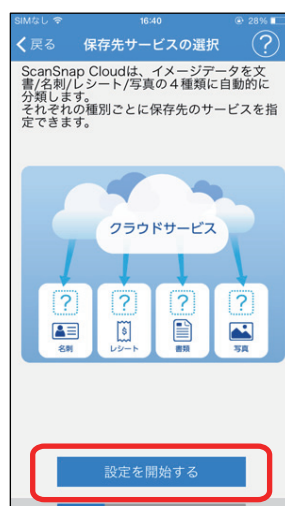 SIMなし 16:40 28%
戻る 保存先サービスの選択 ?
ScanSnap Cloudは、イメージデータを文
書/名刺/レシート/写真の４種類に自動的に
分類します。
それぞれの種別ごとに保存先のサービスを指
定できます。
クラウドサービス
? ? ? ?
$
名刺 レシート 書類 写真
設定を開始する